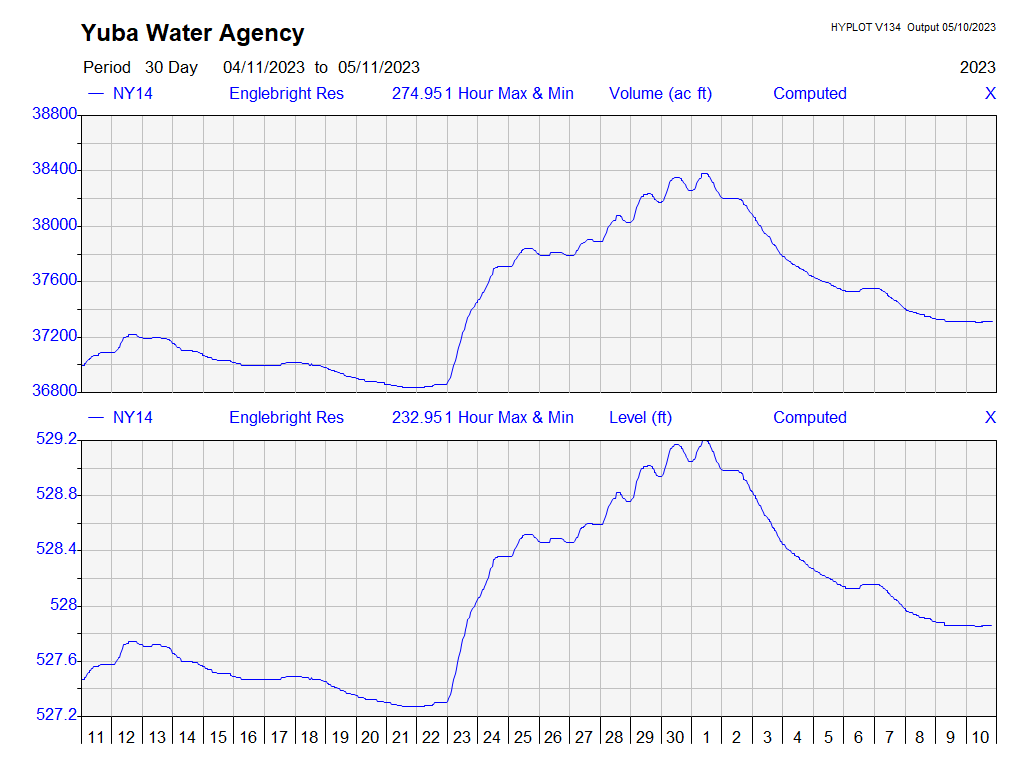 Yuba Water Agency
HYPLOT V134 Output 05/10/2023
Period 30 Day 04/11/2023 to 05/11/2023
2023
NY14 Englebright Res 274.951 Hour Max & Min Volume (ac ft) Computed X
38800
38400
38000
37600
37200
36800
NY14 Englebright Res 232.951 Hour Max & Min Level (ft) Computed X
529.2
528.8
528.4
528
527.6
527.2
11 12 13 14 15 16 17 18 19 20 21 22 23 24 25 26 27 28 29 30 1 2 3 4 5 6 7 8 9 10